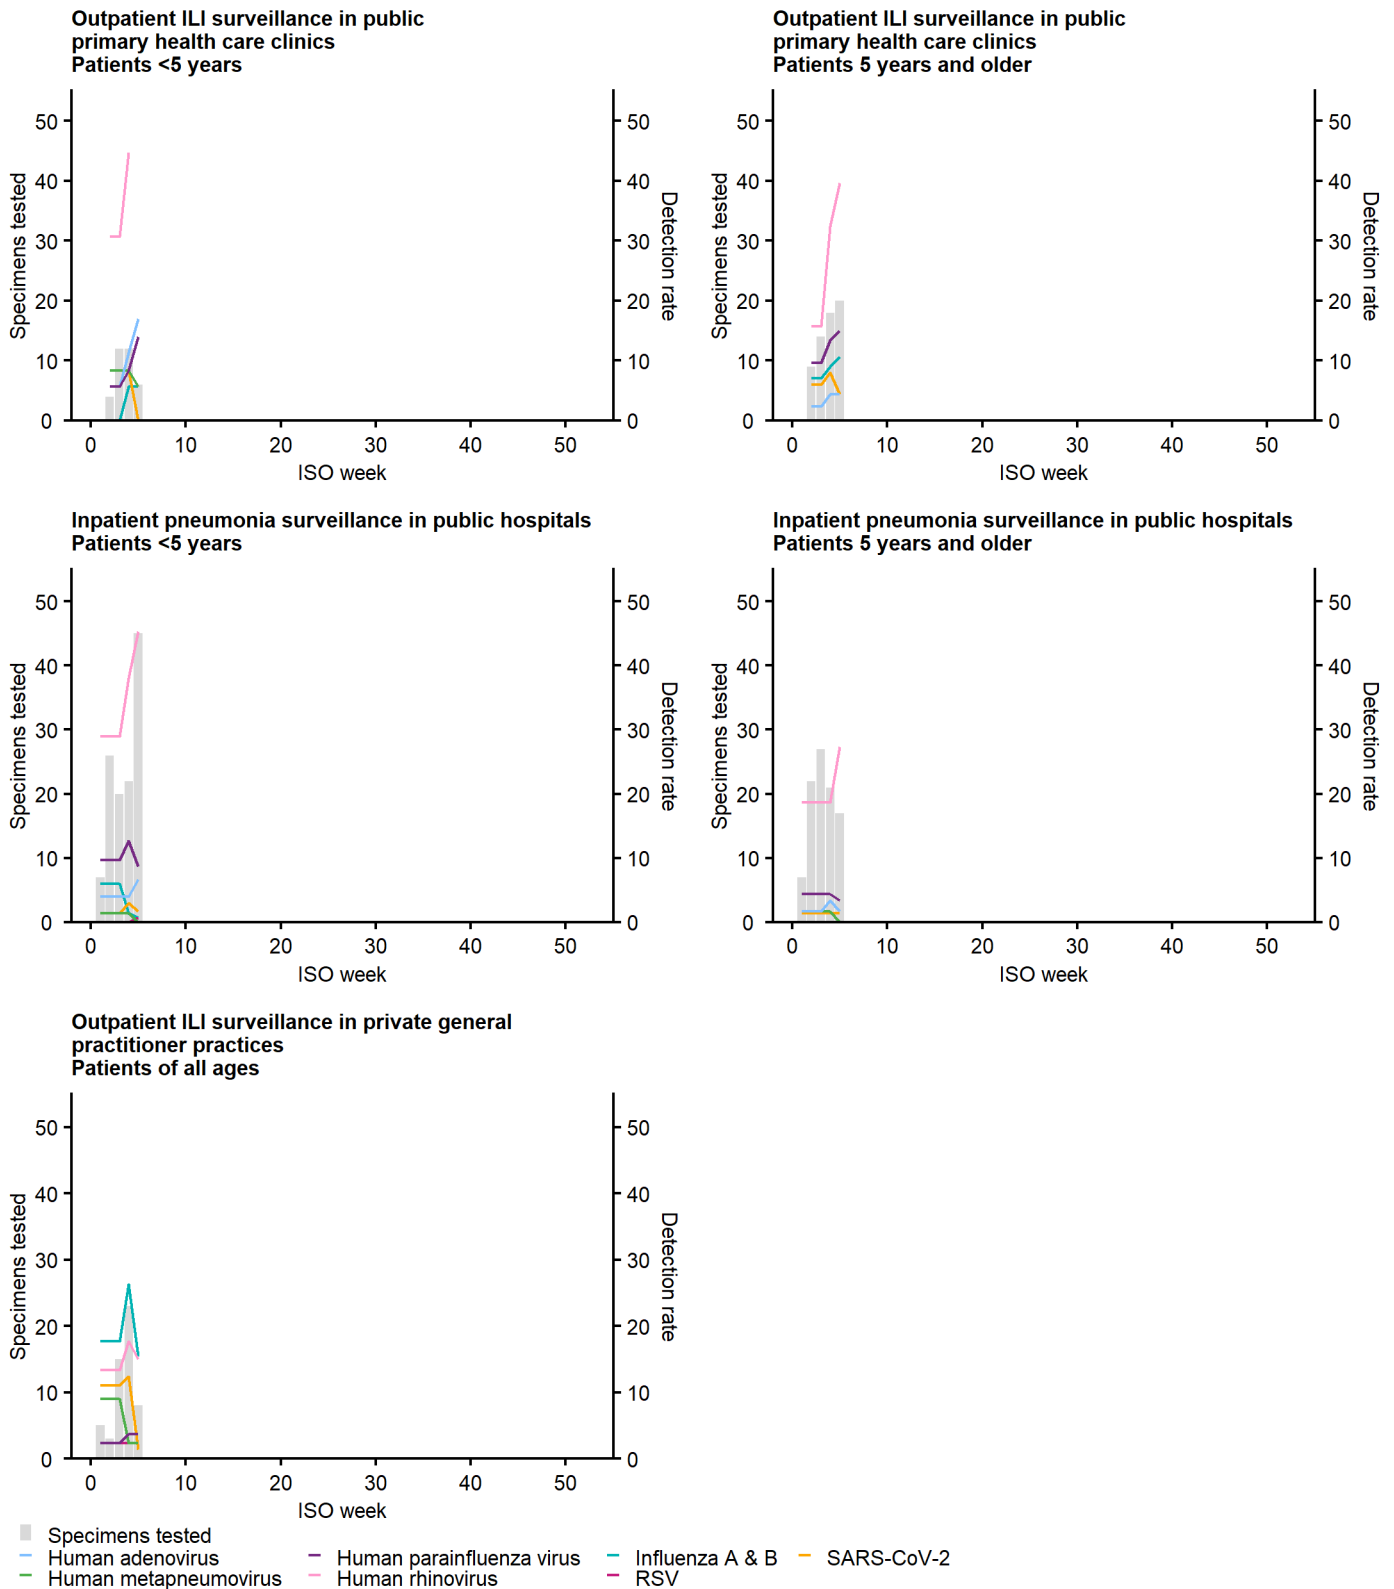 Outpatient ILI surveillance in public
primary health care clinics
Patients <5 years
50
40
30
20
10
0
Specimens tested
50
40
30
20
10
0
Detection rate
0 10 20 30 40 50
ISO week
Outpatient ILI surveillance in public
primary health care clinics
Patients 5 years and older
50
40
30
20
10
0
Specimens tested
50
40
30
20
10
0
Detection rate
0 10 20 30 40 50
ISO week
Inpatient pneumonia surveillance in public hospitals
Patients <5 years
50
40
30
20
10
0
Specimens tested
50
40
30
20
10
0
Detection rate
0 10 20 30 40 50
ISO week
Inpatient pneumonia surveillance in public hospitals
Patients 5 years and older
50
40
30
20
10
0
Specimens tested
50
40
30
20
10
0
Detection rate
0 10 20 30 40 50
ISO week
Outpatient ILI surveillance in private general
practitioner practices
Patients of all ages
50
40
30
20
10
0
Specimens tested
50
40
30
20
10
0
Detection rate
0 10 20 30 40 50
ISO week
Specimens tested
Human adenovirus Human parainfluenza virus Influenza A & B SARS-CoV-2
Human metapneumovirus Human rhinovirus RSV